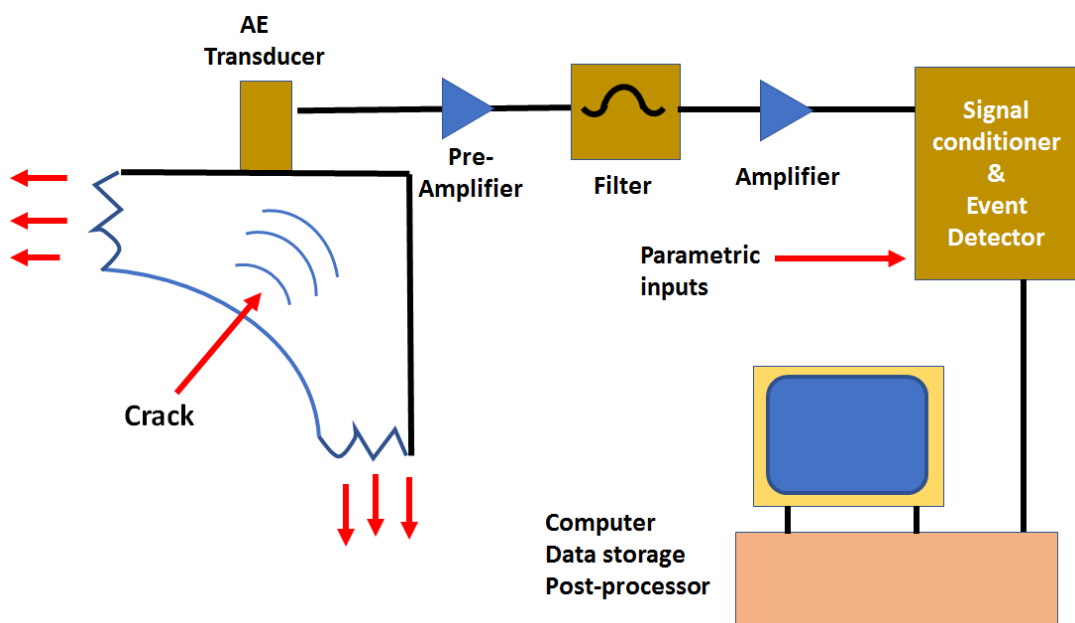 AE
Transducer
Pre-
Amplifier
Filter
Amplifier
Signal
conditioner
&
Event
Detector
Parametric
inputs
Crack
Computer
Data storage
Post-processor